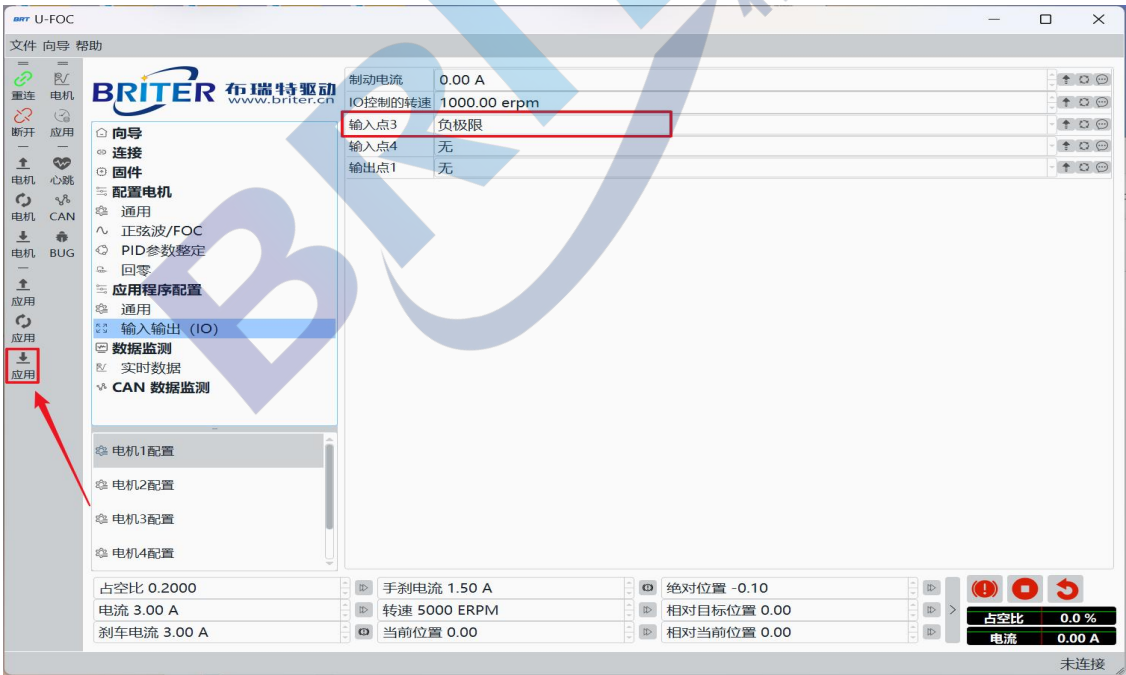 BRT U-FOC
文件 向导 帮助
重连 电机
断开 应用
电机 心跳
电机 CAN
电机 BUG
应用
应用
应用
BRITER 布瑞特驱动
www.briter.cn
向导
连接
固件
配置电机
通用
正弦波/FOC
PID参数整定
回零
应用程序配置
通用
输入输出（IO）
数据监测
实时数据
CAN 数据监测
电机1配置
电机2配置
电机3配置
电机4配置
制动电流 0.00 A
IO控制的转速 1000.00 erpm
输入点3 负极限
输入点4 无
输出点1 无
占空比 0.2000 手刹电流 1.50 A 绝对位置 -0.10
电流 3.00 A 转速 5000 ERPM 相对目标位置 0.00
刹车电流 3.00 A 当前位置 0.00 相对当前位置 0.00
占空比 0.0 %
电流 0.00 A
未连接